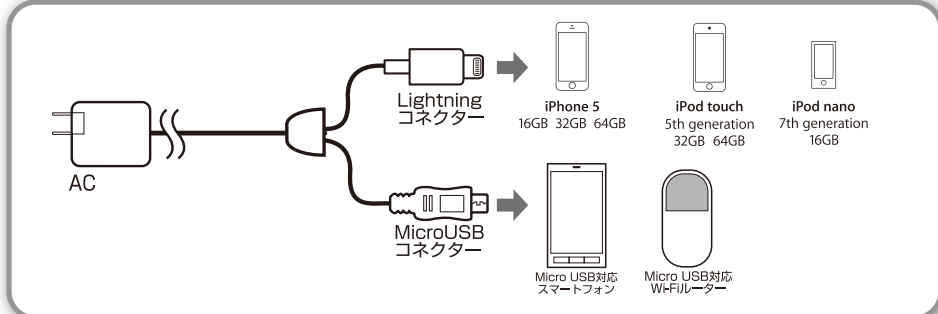 AC
Lightning
コネクター
iPhone 5
16GB 32GB 64GB
iPod touch
5th generation
32GB 64GB
iPod nano
7th generation
16GB
MicroUSB
コネクター
Micro USB対応
スマートフォン
Micro USB対応
Wi-Fiルーター